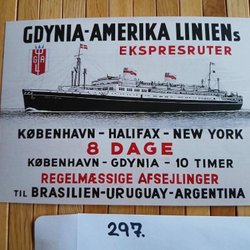 GDYNIA-AMERIKA LINIENs
EKSPRESRUTER
G A
L
KØBENHAVN - HALIFAX - NEW YORK
8 DAGE
KØBENHAVN - GDYNIA - 10 TIMER
REGELMÆSSIGE AFSEJLINGER
TIL BRASILIEN-URUGUAY-ARGENTINA
297.